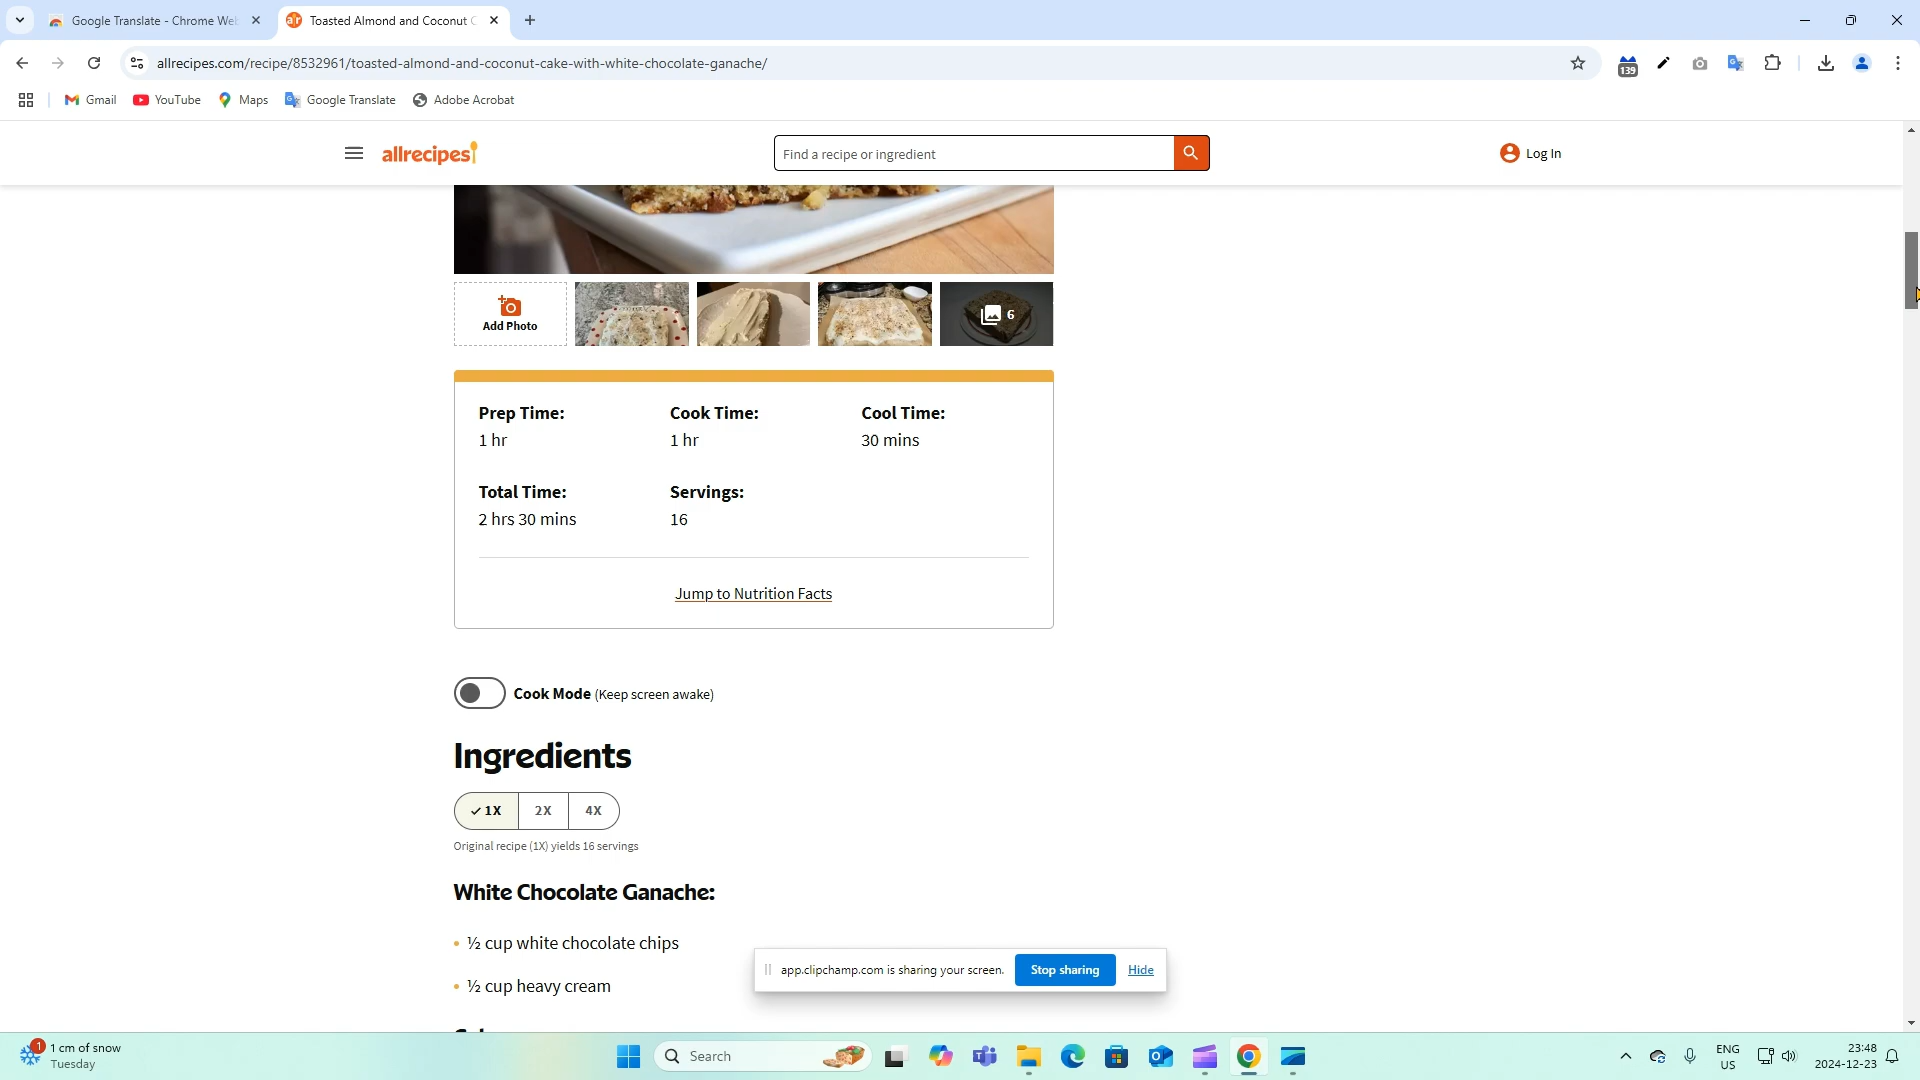 Google Translate - Chrome We
Toasted Almond and Coconut C
allrecipes.com/recipe/8532961/toasted-almond-and-coconut-cake-with-white-chocolate-ganache/
139
Gmail
YouTube
Maps
Google Translate
Adobe Acrobat
allrecipes
Find a recipe or ingredient
Log In
Add Photo
6
Prep Time: Cook Time: Cool Time:
1 hr 1 hr 30 mins
Total Time: Servings:
2 hrs 30 mins 16
Jump to Nutrition Facts
Cook Mode (Keep screen awake)
Ingredients
1X 2X 4X
Original recipe (1X) yields 16 servings
White Chocolate Ganache:
½ cup white chocolate chips
½ cup heavy cream
app.clipchamp.com is sharing your screen. Stop sharing Hide
1
1 cm of snow
Tuesday
Search
ENG
US
23:48
2024-12-23